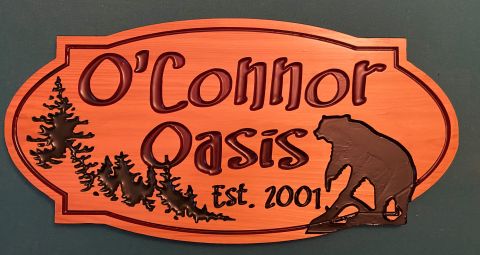 O'Connor
Oasis
Est. 2001